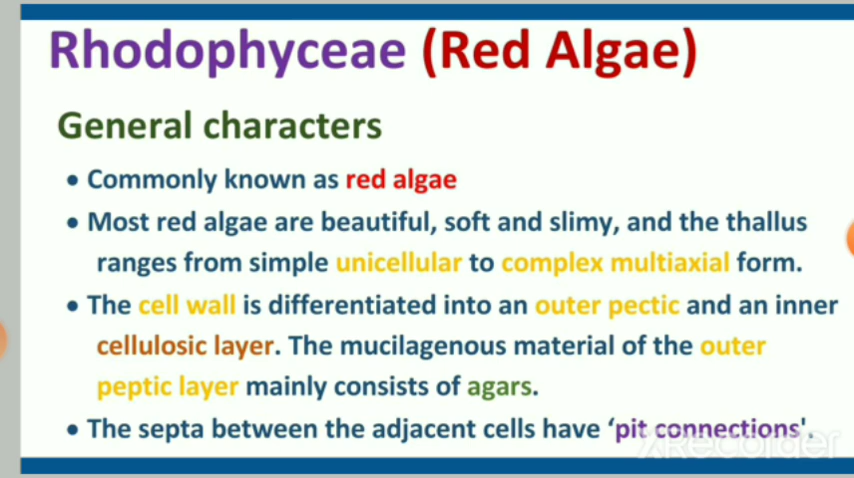 Rhodophyceae (Red Algae)
General characters
• Commonly known as red algae
• Most red algae are beautiful, soft and slimy, and the thallus
ranges from simple unicellular to complex multiaxial form.
• The cell wall is differentiated into an outer pectic and an inner
cellulosic layer. The mucilagenous material of the outer
peptic layer mainly consists of agars.
• The septa between the adjacent cells have ‘pit connections'.
XRecorder